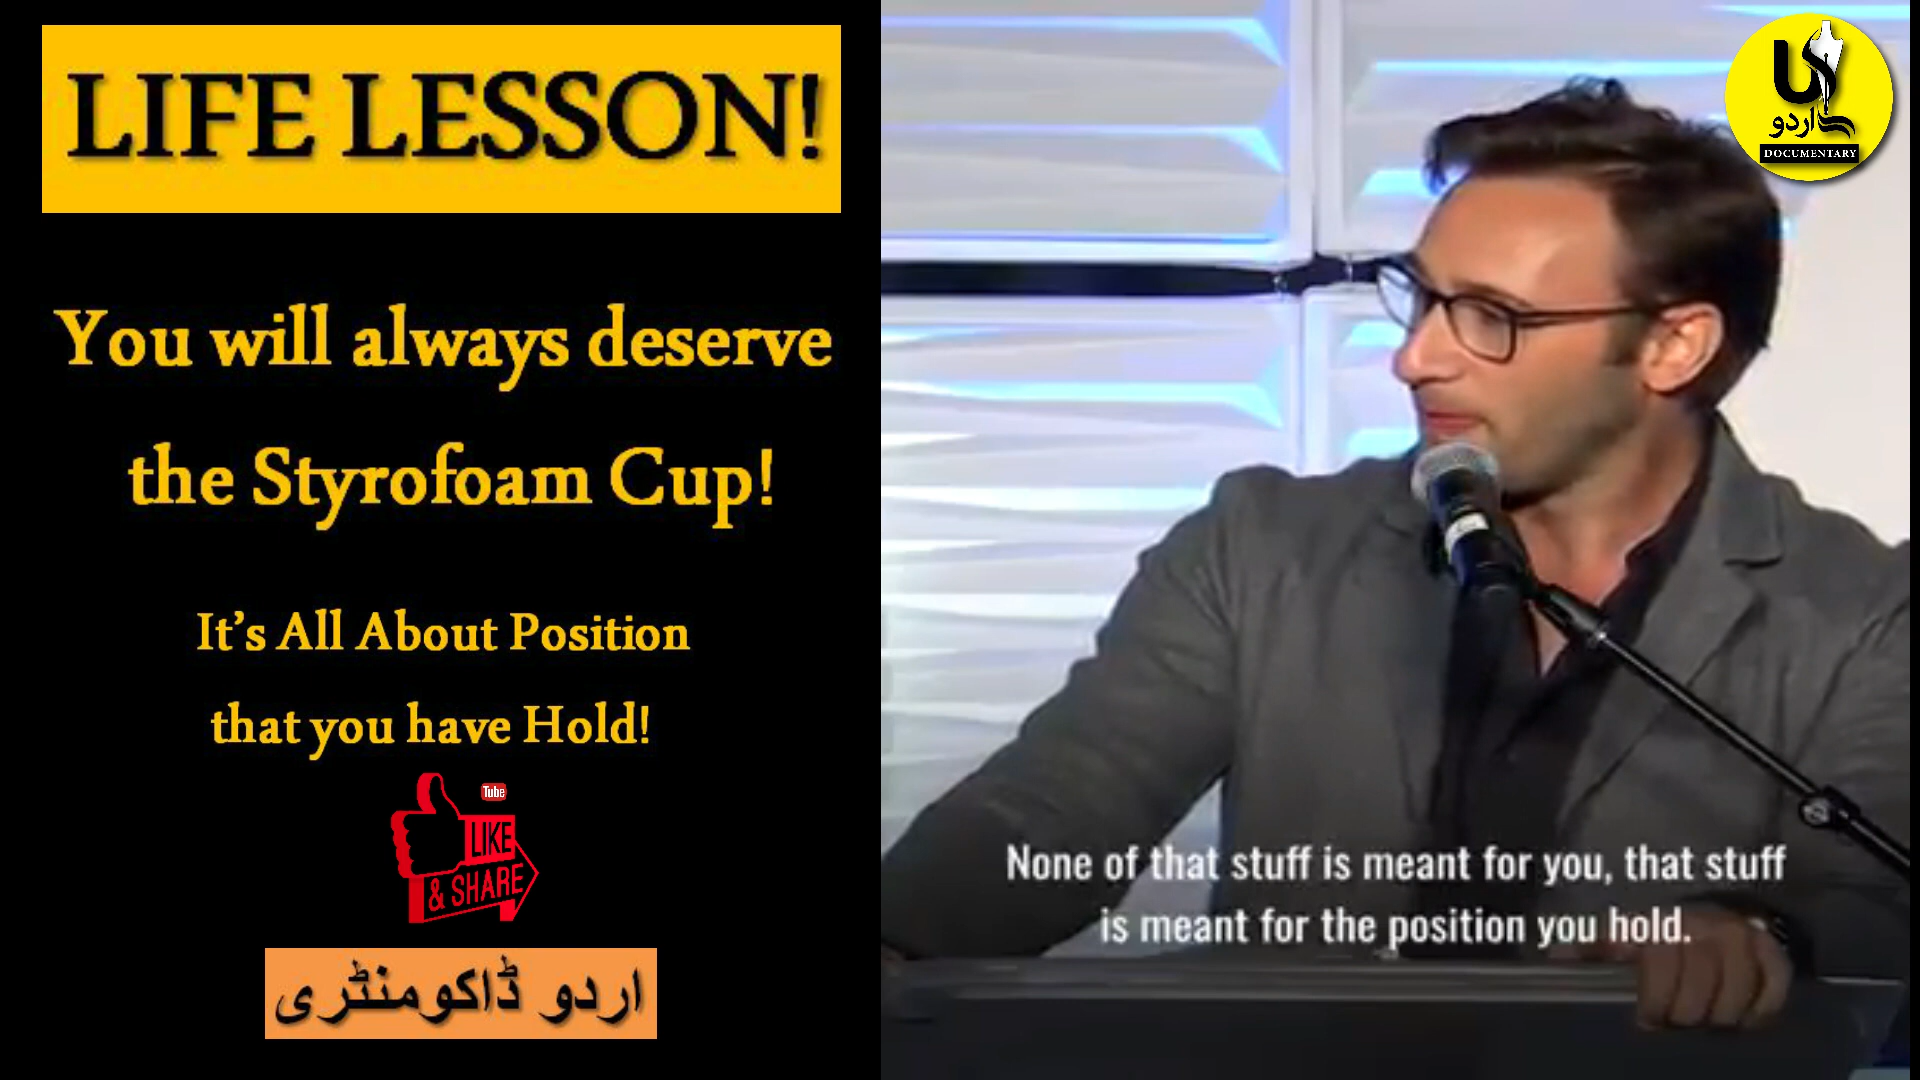 LIFE LESSON!
You will always deserve
the Styrofoam Cup!
It's All About Position
that you have Hold!
Tube
LIKE
& SHARE
اردو ڈاکومنٹری
اردو
DOCUMENTARY
None of that stuff is meant for you, that stuff
is meant for the position you hold.